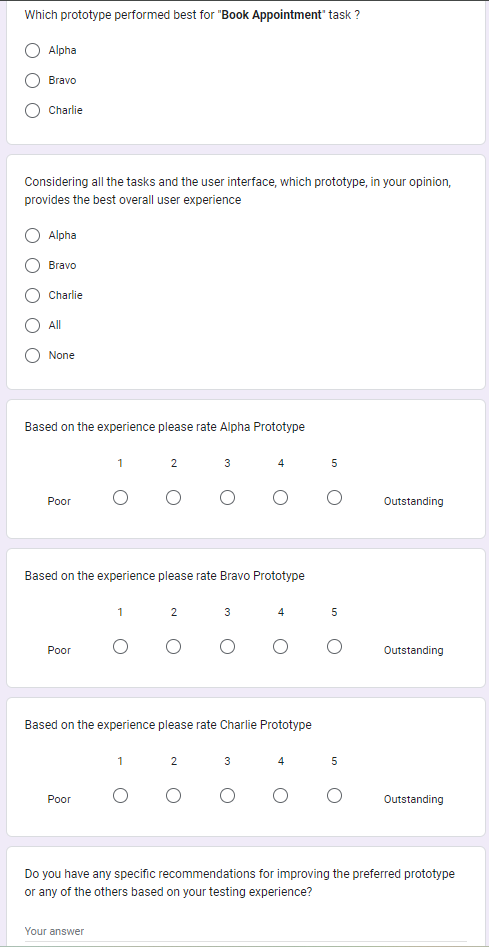 Which prototype performed best for "Book Appointment" task ?
Alpha
Bravo
Charlie
Considering all the tasks and the user interface, which prototype, in your opinion,
provides the best overall user experience
Alpha
Bravo
Charlie
All
None
Based on the experience please rate Alpha Prototype
1 2 3 4 5
Poor Outstanding
Based on the experience please rate Bravo Prototype
1 2 3 4 5
Poor Outstanding
Based on the experience please rate Charlie Prototype
1 2 3 4 5
Poor Outstanding
Do you have any specific recommendations for improving the preferred prototype
or any of the others based on your testing experience?
Your answer